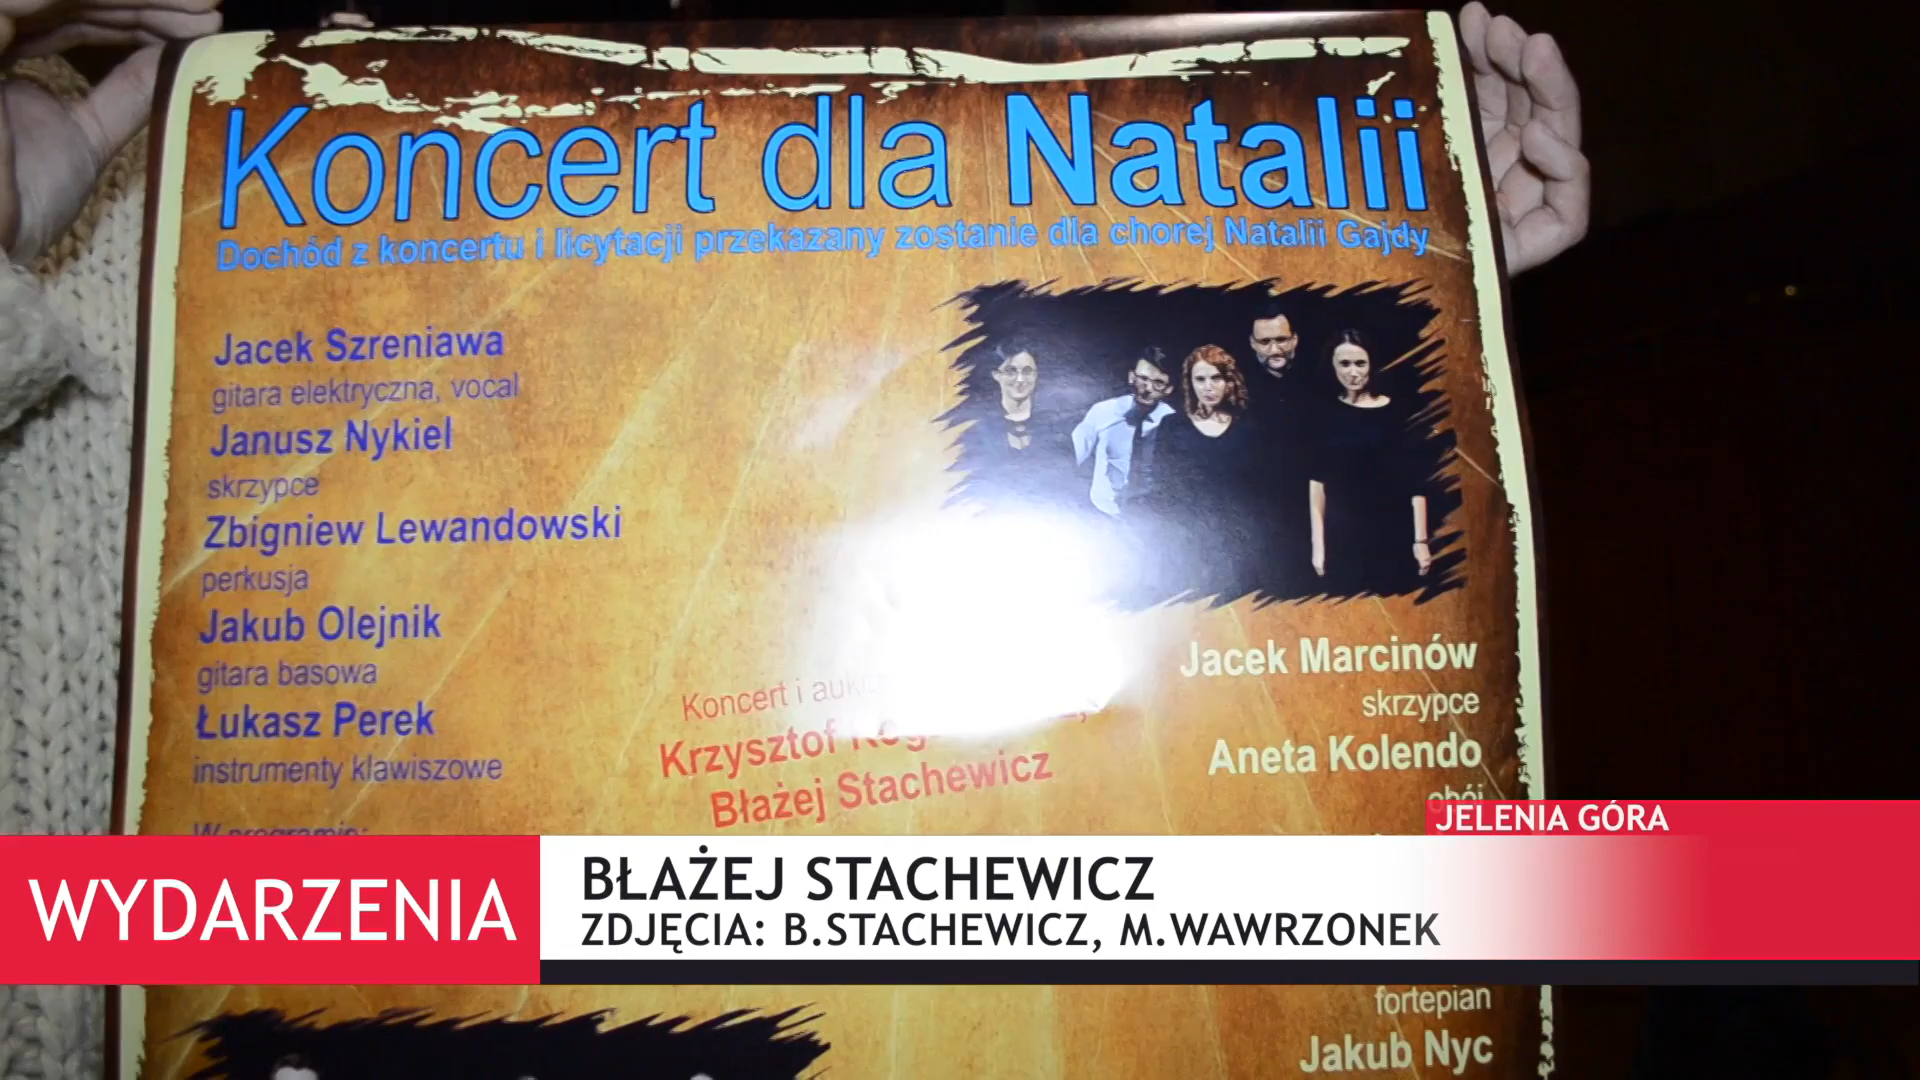 Koncert dla Natalii
Dochód z koncertu i licytacji przekazany zostanie dla chorej Natalii Gajdy
Jacek Szreniawa
gitara elektryczna, vocal
Janusz Nykiel
skrzypce
Zbigniew Lewandowski
perkusja
Jakub Olejnik
gitara basowa
Łukasz Perek
instrumenty klawiszowe
W programie:
Koncert i
Krzysztof
Błażej Stachewicz
Jacek Marcinów
skrzypce
Aneta Kolendo
obój
fortepian
Jakub Nyc
JELENIA GÓRA
WYDARZENIA
BŁAŻEJ STACHEWICZ
ZDJĘCIA: B.STACHEWICZ, M.WAWRZONEK